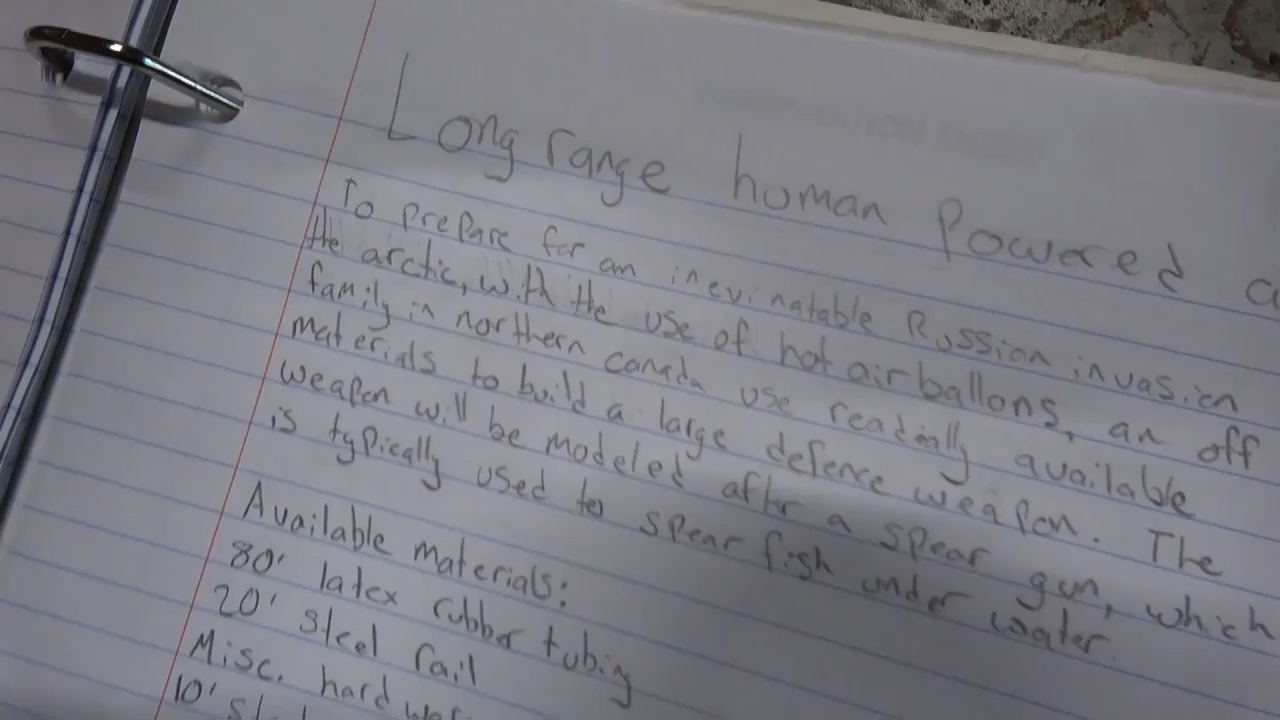 Long range human Powered
To prepare for an inevinatable Russian invasion
the arctic, with the use of hot air ballons, an off
family in northern canada use readially available
materials to build a large defence weapon. The
weapon will be modeled after a spear gun, which
is typically used to spear fish under water.
Available materials:
80' latex rubber tubing
20' steel rail
Misc. hard
10'